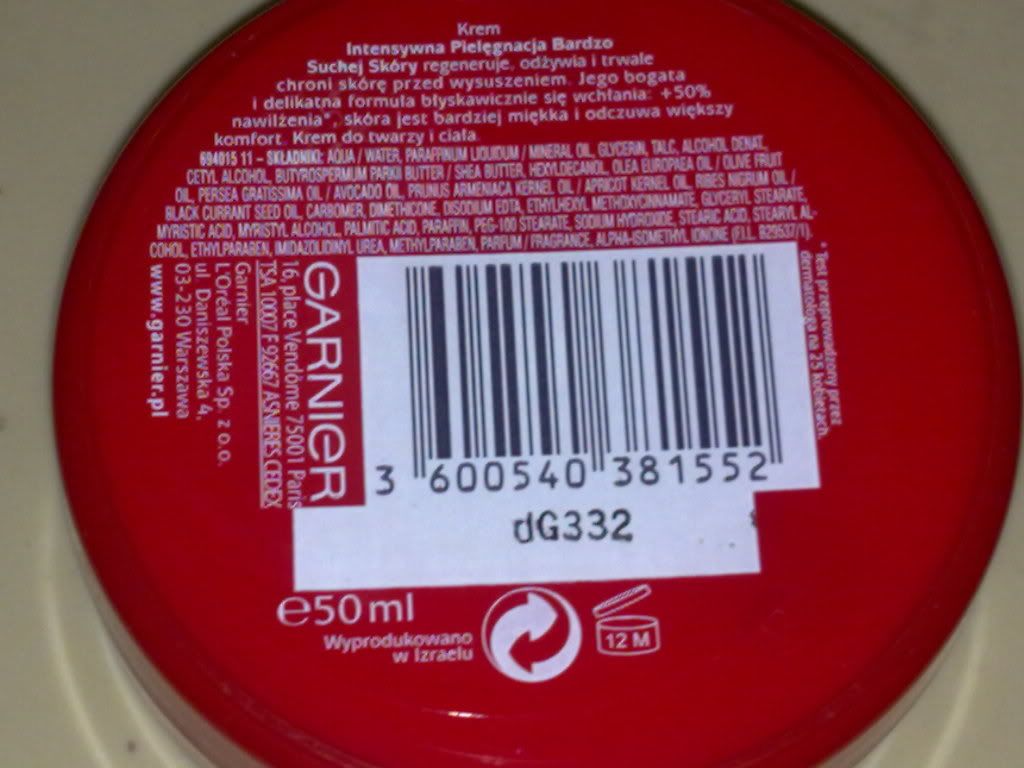 Krem
Intensywna Pielęgnacja Bardzo
Suchej Skóry regeneruje, odżywia i trwale
chroni skórę przed wysuszeniem. Jego bogata
i delikatna formuła błyskawicznie się wchłania: +50%
nawilżenia*, skóra jest bardziej miękka i odczuwa większy
komfort. Krem do twarzy i ciała.
694015 11 – SKŁADNIKI: AQUA / WATER, PARAFFINUM LIQUIDUM / MINERAL OIL, GLYCERIN, TALC, ALCOHOL DENAT,
CETYL ALCOHOL, BUTYROSPERMUM PARKII BUTTER / SHEA BUTTER, HEXYLDECANOL, OLEA EUROPAEA OIL / OLIVE FRUIT
OIL, PERSEA GRATISSIMA OIL / AVOCADO OIL, PRUNUS ARMENIACA KERNEL OIL / APRICOT KERNEL OIL, RIBES NIGRUM OIL /
BLACK CURRANT SEED OIL, CARBOMER, DIMETHICONE, DISODIUM EDTA, ETHYLHEXYL METHOXYCINNAMATE, GLYCERYL STEARATE,
MYRISTIC ACID, MYRISTYL ALCOHOL, PALMITIC ACID, PARAFFIN, PEG-100 STEARATE, SODIUM HYDROXIDE, STEARIC ACID, STEARYL AL-
COHOL, ETHYLPARABEN, IMIDAZOLIDINYL UREA, METHYLPARABEN, PARFUM / FRAGRANCE, ALPHA-ISOMETHYL IONONE (F.I.L. B29537/1).
* Test przeprowadzony przez
dermatologa na 25 kobietach.
GARNIER
16, place Vendôme 75001 Paris
TSA 10007 F 92667 ASNIERES CEDEX
Garnier
L'Oréal Polska Sp. z o.o.
ul. Daniszewska 4,
03-230 Warszawa
www.garnier.pl
3 600540 381552
dG332
e50 ml
Wyprodukowano
w Izraelu
12 M